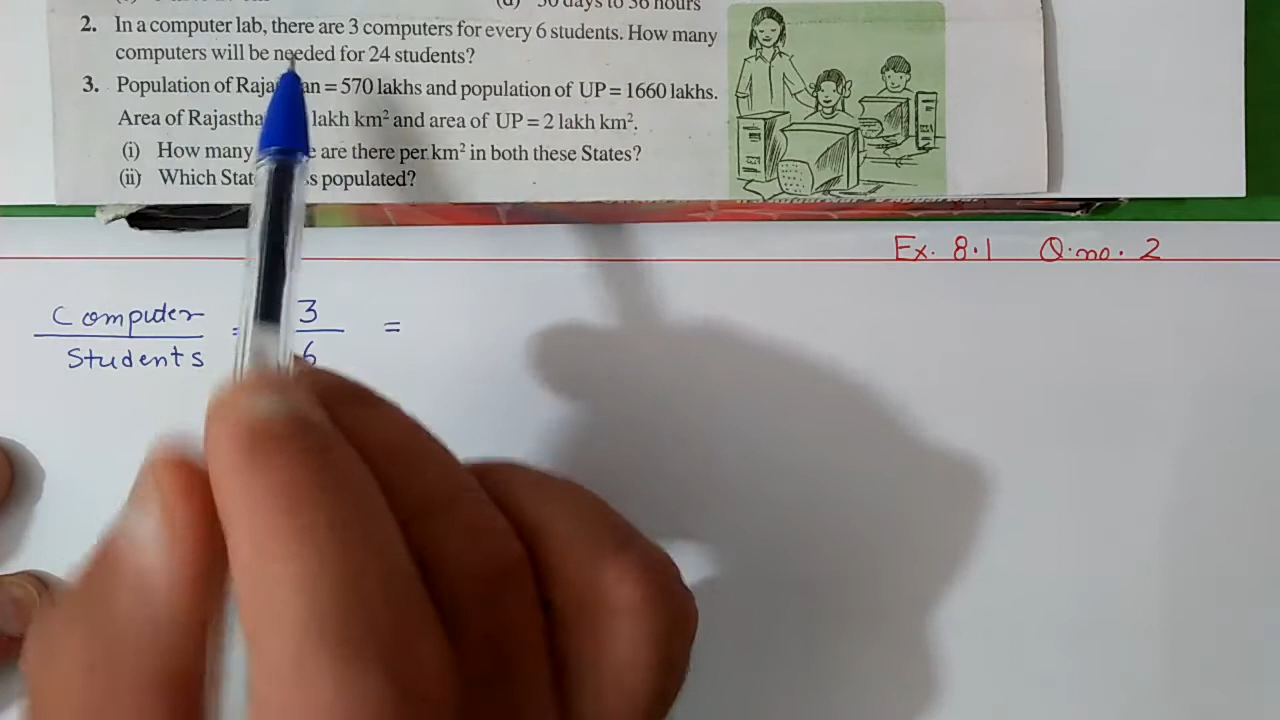 (d) 30 days to 36 hours
2. In a computer lab, there are 3 computers for every 6 students. How many
computers will be needed for 24 students?
3. Population of Raja an = 570 lakhs and population of UP = 1660 lakhs.
Area of Rajastha lakh km² and area of UP = 2 lakh km².
(i) How many are there per km² in both these States?
(ii) Which Stat s populated?
Ex. 8.1 Q.no. 2
Computer 3
= =
Students 6